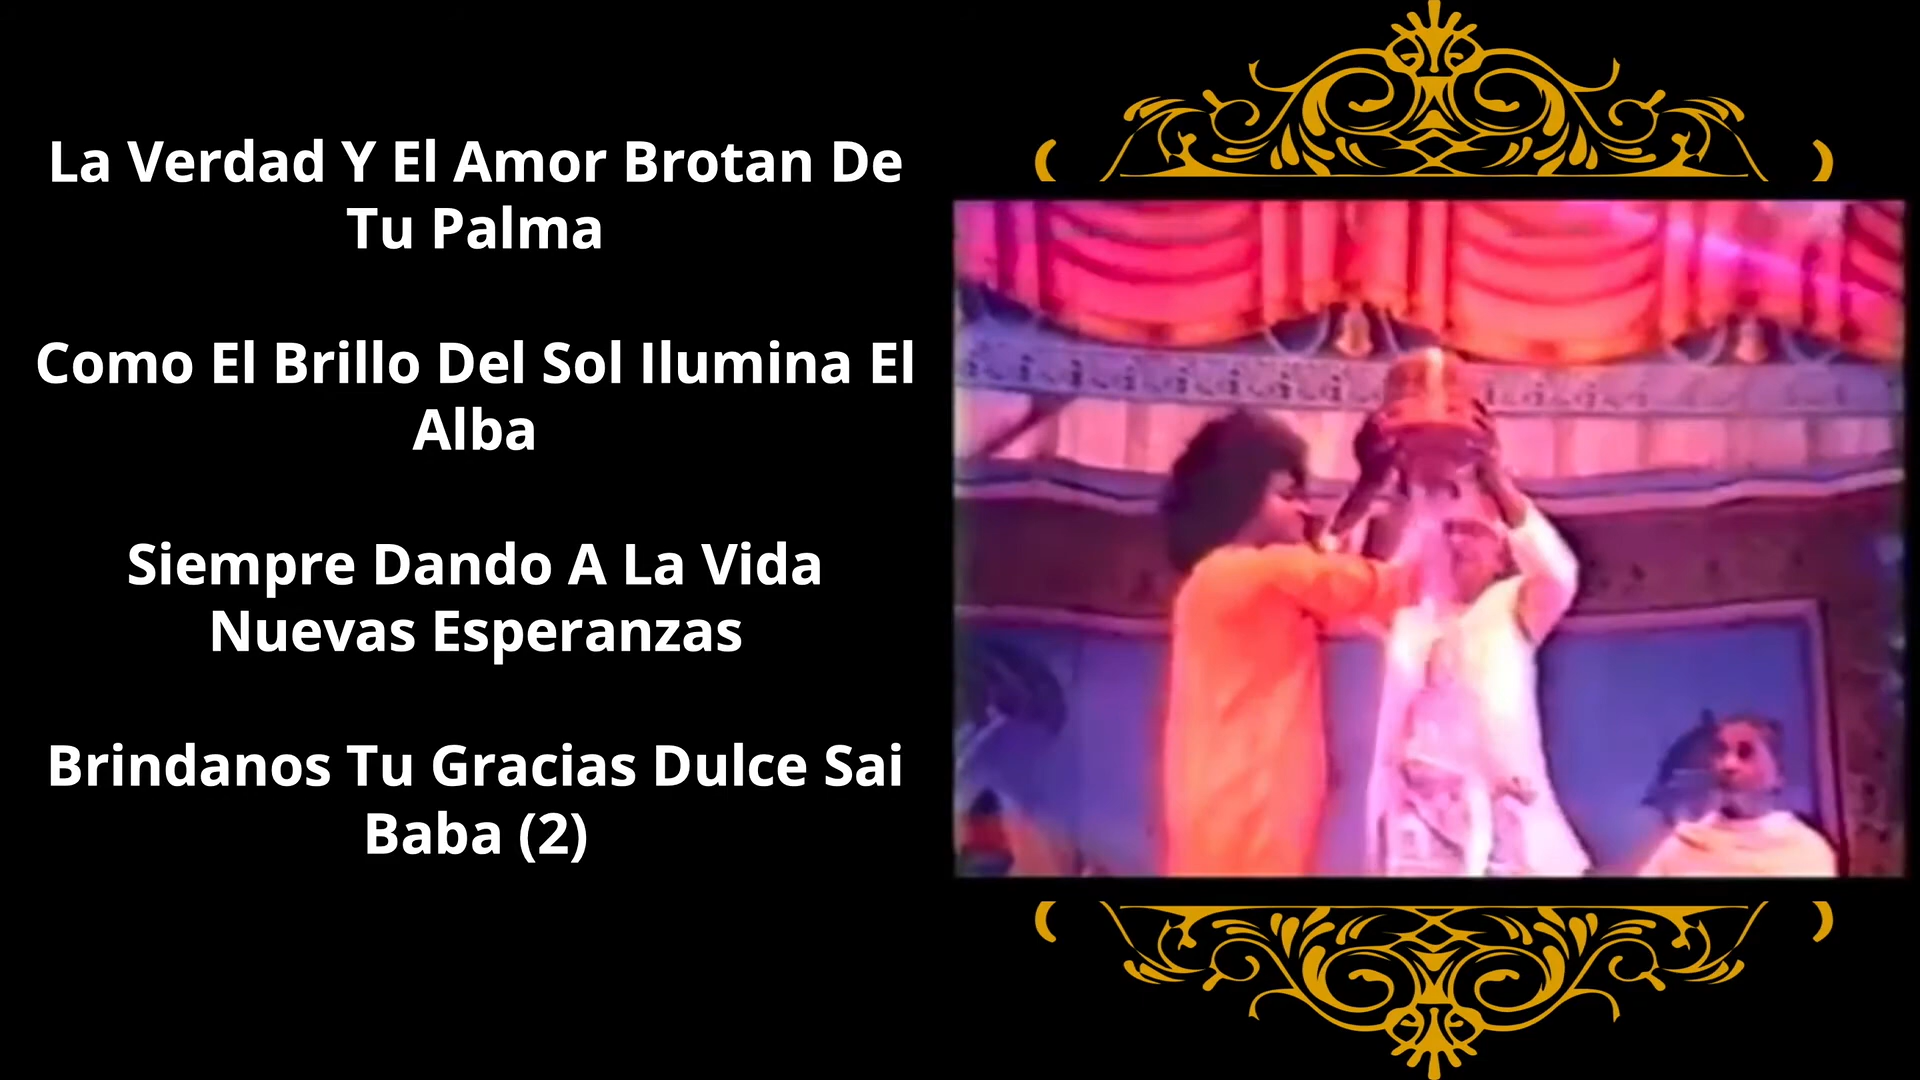 La Verdad Y El Amor Brotan De
Tu Palma
Como El Brillo Del Sol Ilumina El
Alba
Siempre Dando A La Vida
Nuevas Esperanzas
Brindanos Tu Gracias Dulce Sai
Baba (2)